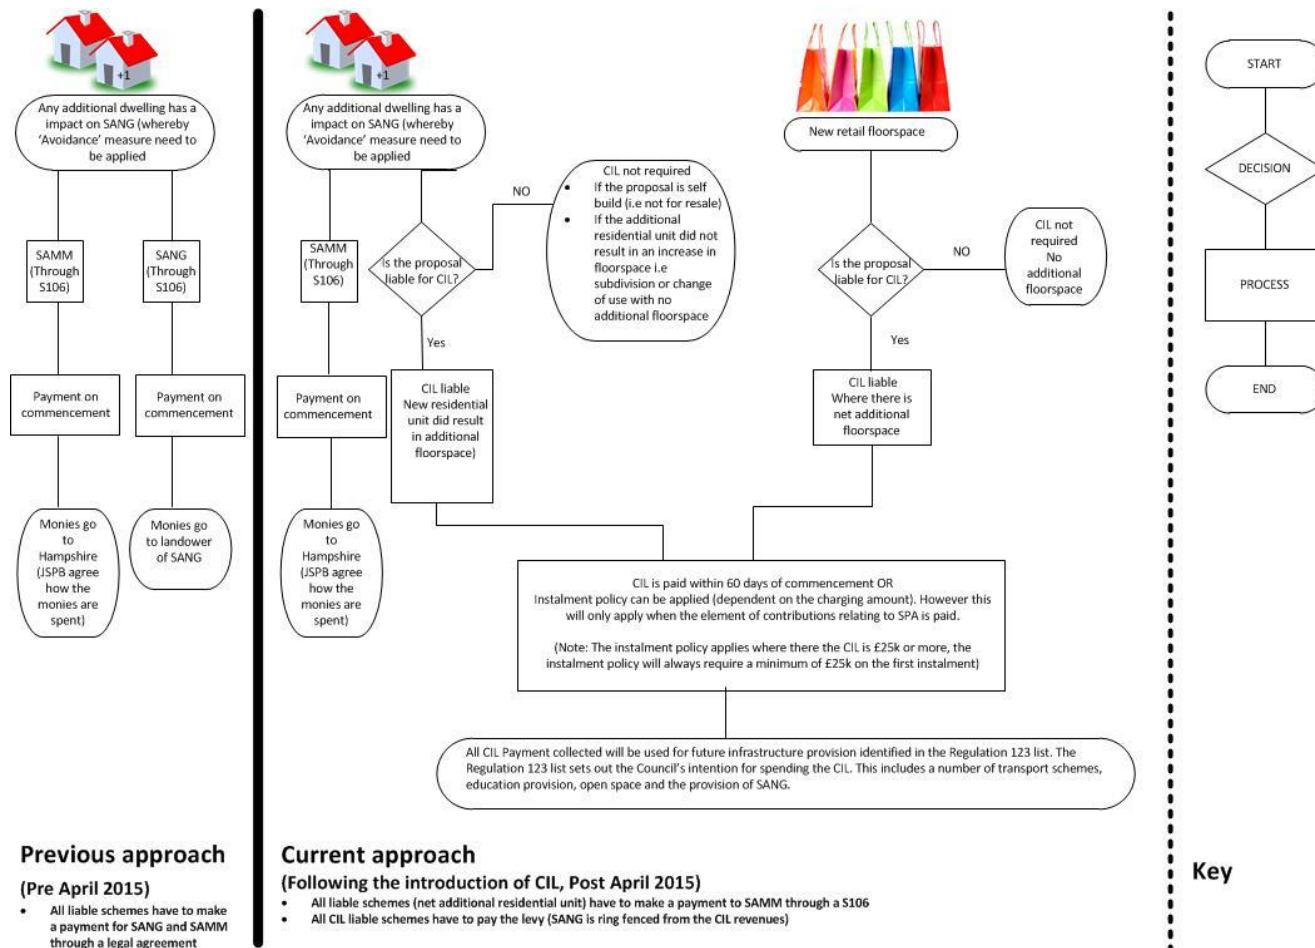 +1
Any additional dwelling has a
impact on SANG (whereby
‘Avoidance’ measure need to
be applied
SAMM
(Through
S106)
SANG
(Through
S106)
Payment on
commencement
Payment on
commencement
Monies go
to
Hampshire
(JSPB agree
how the
monies are
spent)
Monies go
to landower
of SANG
Previous approach
(Pre April 2015)
• All liable schemes have to make
a payment for SANG and SAMM
through a legal agreement
+1
Any additional dwelling has a
impact on SANG (whereby
‘Avoidance’ measure need to
be applied
SAMM
(Through
S106)
Is the proposal
liable for CIL?
NO
CIL not required
• If the proposal is self
build (i.e not for resale)
• If the additional
residential unit did not
result in an increase in
floorspace i.e
subdivision or change
of use with no
additional floorspace
Yes
Payment on
commencement
CIL liable
New residential
unit did result
in additional
floorspace)
Monies go
to
Hampshire
(JSPB agree
how the
monies are
spent)
New retail floorspace
Is the proposal
liable for CIL?
NO
CIL not
required
No
additional
floorspace
Yes
CIL liable
Where there is
net additional
floorspace
CIL is paid within 60 days of commencement OR
Instalment policy can be applied (dependent on the charging amount). However this
will only apply when the element of contributions relating to SPA is paid.
(Note: The instalment policy applies where there the CIL is £25k or more, the
instalment policy will always require a minimum of £25k on the first instalment)
All CIL Payment collected will be used for future infrastructure provision identified in the Regulation 123 list. The
Regulation 123 list sets out the Council’s intention for spending the CIL. This includes a number of transport schemes,
education provision, open space and the provision of SANG.
Current approach
(Following the introduction of CIL, Post April 2015)
• All liable schemes (net additional residential unit) have to make a payment to SAMM through a S106
• All CIL liable schemes have to pay the levy (SANG is ring fenced from the CIL revenues)
START
DECISION
PROCESS
END
Key